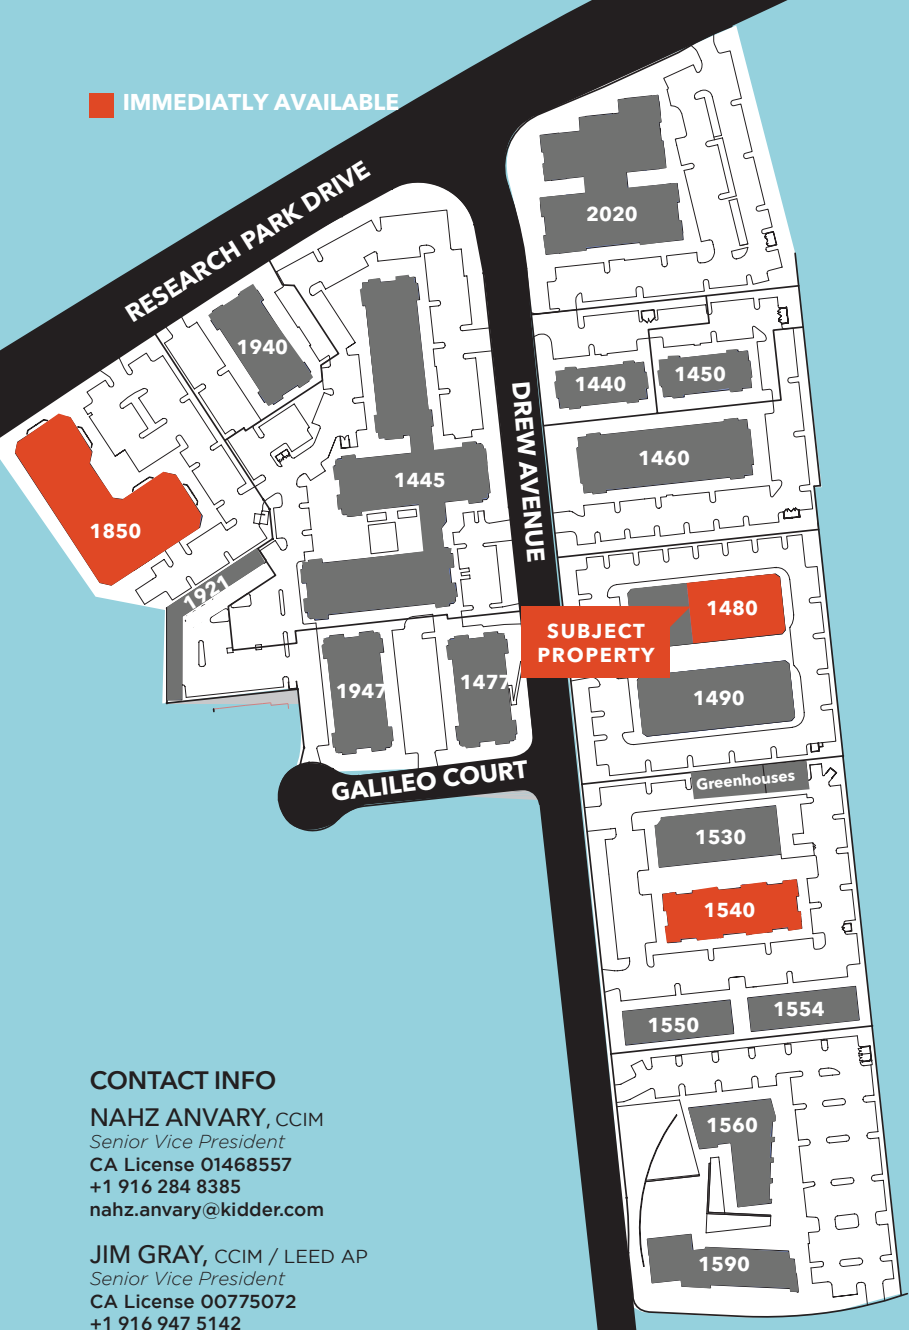 IMMEDIATLY AVAILABLE
RESEARCH PARK DRIVE
2020
1940
1440
1450
DREW AVENUE
1460
1445
1850
1921
1480
SUBJECT
PROPERTY
1947
1477
1490
GALILEO COURT
Greenhouses
1530
1540
1554
1550
1560
1590
CONTACT INFO
NAHZ ANVARY, CCIM
Senior Vice President
CA License 01468557
+1 916 284 8385
nahz.anvary@kidder.com
JIM GRAY, CCIM / LEED AP
Senior Vice President
CA License 00775072
+1 916 947 5142